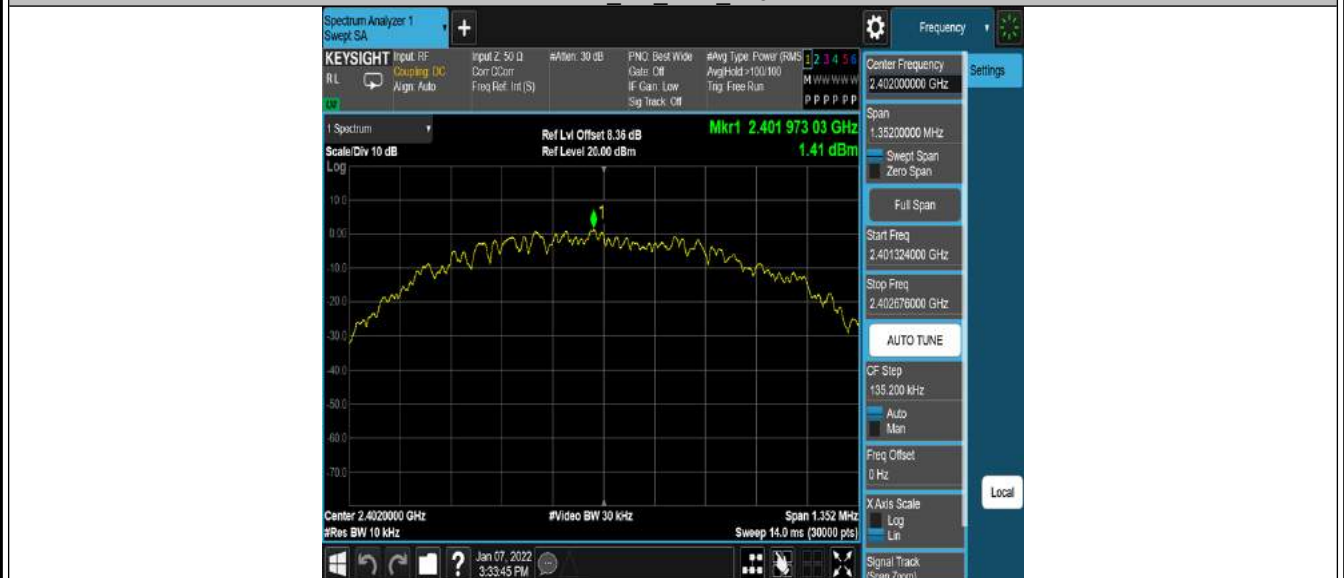 Spectrum Analyzer 1
Swept SA
+
Frequency
KEYSIGHT
RL
Input: RF
Coupling: DC
Align: Auto
Input Z: 50 Ω
Corr CCorr
Freq Ref: Int (S)
#Atten: 30 dB
PNO: Best Wide
Gate: Off
IF Gain: Low
Sig Track: Off
#Avg Type: Power (RMS
Avg|Hold:>100/100
Trig: Free Run
1 2 3 4 5 6
M W W W W W
P P P P P P
Center Frequency
2.402000000 GHz
Settings
Span
1.35200000 MHz
Swept Span
Zero Span
Full Span
Start Freq
2.401324000 GHz
Stop Freq
2.402676000 GHz
AUTO TUNE
CF Step
135.200 kHz
Auto
Man
Freq Offset
0 Hz
X Axis Scale
Log
Lin
Signal Track
(Span Zoom)
Local
1 Spectrum
Scale/Div 10 dB
Log
Ref Lvl Offset 8.36 dB
Ref Level 20.00 dBm
Mkr1 2.401 973 03 GHz
1.41 dBm
1
10.0
0.00
-10.0
-20.0
-30.0
-40.0
-50.0
-60.0
-70.0
Center 2.4020000 GHz
#Res BW 10 kHz
#Video BW 30 kHz
Span 1.352 MHz
Sweep 14.0 ms (30000 pts)
?
Jan 07, 2022
3:33:45 PM